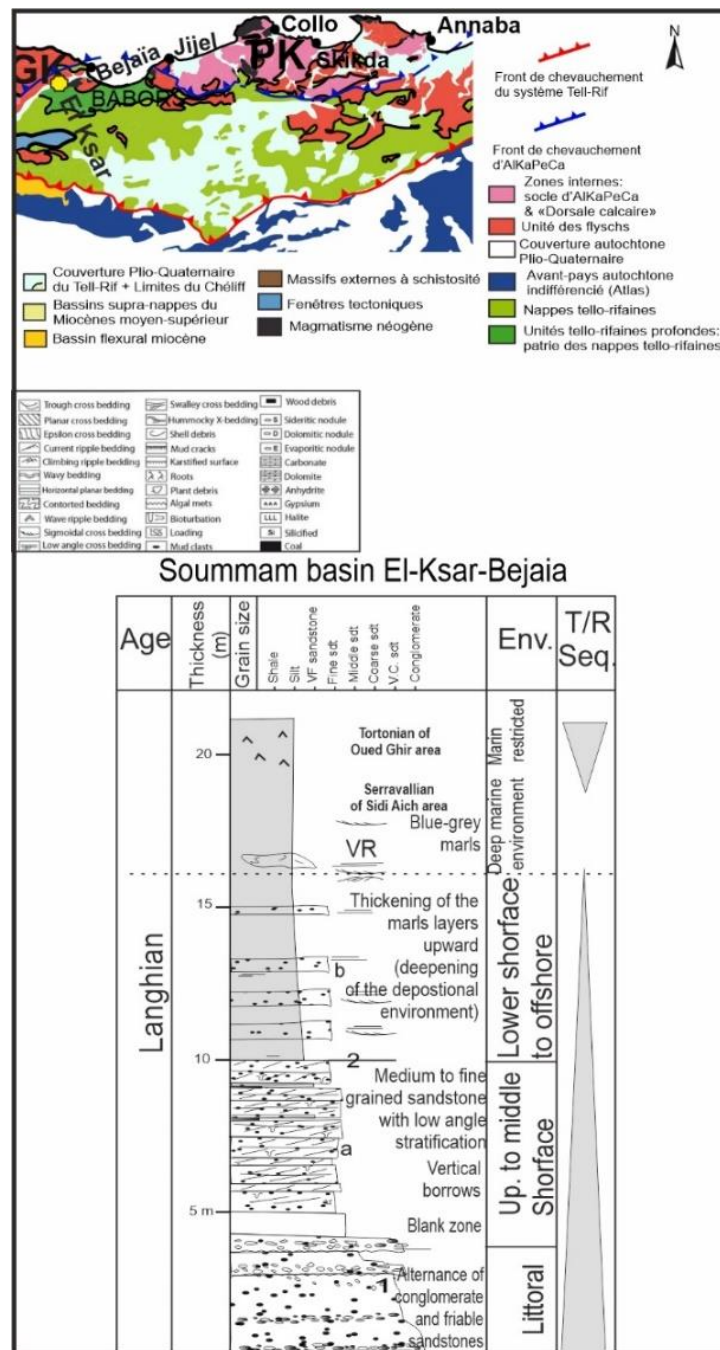 Collo
Annaba
Bejaïa
Jijel
PK
Skikda
GK
BABORS
El Ksar
N
Front de chevauchement
du système Tell-Rif
Front de chevauchement
d'AlKaPeCa
Zones internes:
socle d'AlKaPeCa
& «Dorsale calcaire»
Unité des flyschs
Couverture autochtone
Plio-Quaternaire
Avant-pays autochtone
indifférencié (Atlas)
Nappes tello-rifaines
Unités tello-rifaines profondes:
patrie des nappes tello-rifaines
Couverture Plio-Quaternaire
du Tell-Rif + Limites du Chéliff
Bassins supra-nappes du
Miocènes moyen-supérieur
Bassin flexural miocène
Massifs externes à schistosité
Fenêtres tectoniques
Magmatisme néogène
Trough cross bedding
Planar cross bedding
Epsilon cross bedding
Current ripple bedding
Climbing ripple bedding
Wavy bedding
Horizontal planar bedding
Contorted bedding
Wave ripple bedding
Sigmoidal cross bedding
Low angle cross bedding
Swalley cross bedding
Hummocky X-bedding
Shell debris
Mud cracks
Karstified surface
Roots
Plant debris
Algal mets
Bioturbation
Loading
Mud clasts
Wood debris
S Sideritic nodule
D Dolomitic nodule
E Evaporitic nodule
Carbonate
Dolomite
Anhydrite
Gypsium
LLL Halite
Si Silicified
Coal
Soummam basin El-Ksar-Bejaia
Age
Thickness
(m)
Grain size
Shale
Silt
VF sandstone
Fine sdt
Middle sdt
Coarse sdt
V.C. sdt
Conglomerate
Env.
T/R
Seq.
Langhian
20
15
10
5 m
Tortonian of
Oued Ghir area
Serravallian
of Sidi Aich area
Blue-grey
marls
VR
Thickening of the
marls layers
upward
b
(deepening
of the depostional
environment)
2
Medium to fine
grained sandstone
with low angle
stratification
a
Vertical
borrows
Blank zone
1
Alternance of
conglomerate
and friable
sandstones
Marin
restricted
Deep marine
environment
Lower shorface
to offshore
Up. to middle
Shorface
Littoral